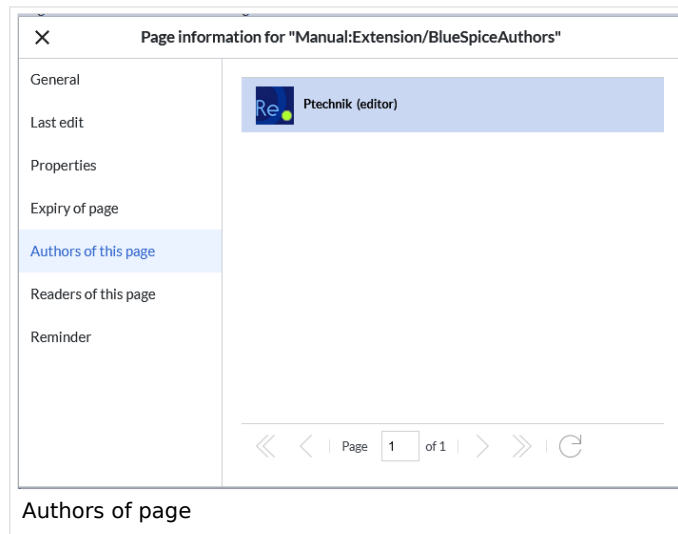 Page information for "Manual:Extension/BlueSpiceAuthors"
General
Last edit
Properties
Expiry of page
Authors of this page
Readers of this page
Reminder
Re
Ptechnik (editor)
Page 1 of 1
Authors of page